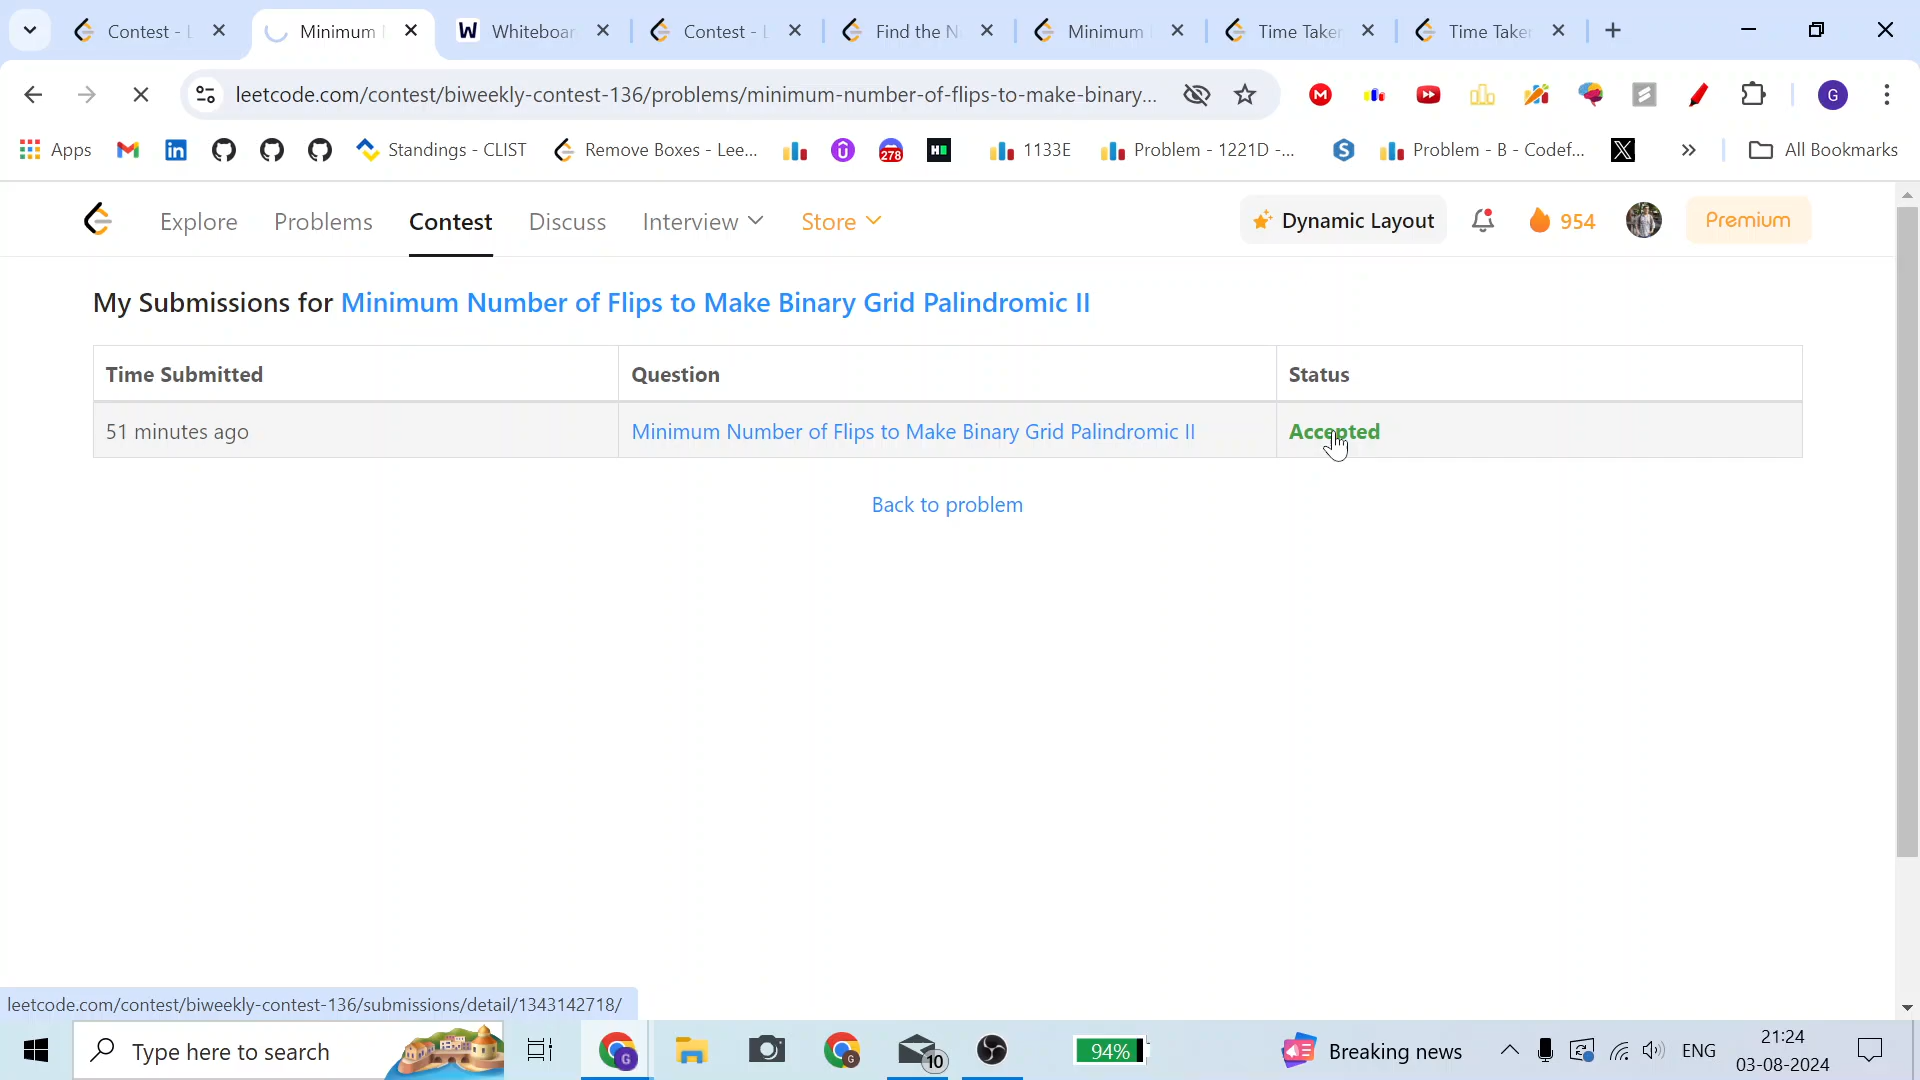 Contest - L
Minimum
Whiteboar
Contest - L
Find the N
Minimum
Time Taker
Time Taker
leetcode.com/contest/biweekly-contest-136/problems/minimum-number-of-flips-to-make-binary...
G
Apps
Standings - CLIST
Remove Boxes - Lee...
278
1133E
Problem - 1221D -...
Problem - B - Codef...
All Bookmarks
Explore
Problems
Contest
Discuss
Interview
Store
Dynamic Layout
954
Premium
My Submissions for Minimum Number of Flips to Make Binary Grid Palindromic II
Time Submitted
Question
Status
51 minutes ago
Minimum Number of Flips to Make Binary Grid Palindromic II
Accepted
Back to problem
leetcode.com/contest/biweekly-contest-136/submissions/detail/1343142718/
Type here to search
10
94%
Breaking news
ENG
21:24
03-08-2024